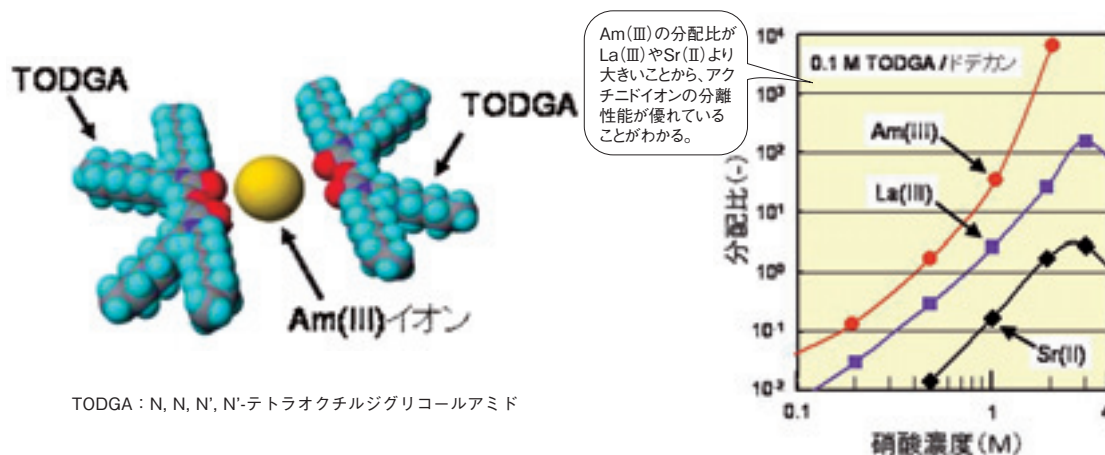 TODGA
TODGA
Am(III)イオン
TODGA：N, N, N', N'-テトラオクチルジグリコールアミド
Am(Ⅲ)の分配比が
La(Ⅲ)やSr(Ⅱ)より
大きいことから、アク
チニドイオンの分離
性能が優れている
ことがわかる。
0.1 M TODGA/ドデカン
Am(III)
La(III)
Sr(II)
分配比(-)
10⁴
10³
10²
10¹
10⁰
10⁻¹
10⁻²
0.1
1
4
硝酸濃度(M)